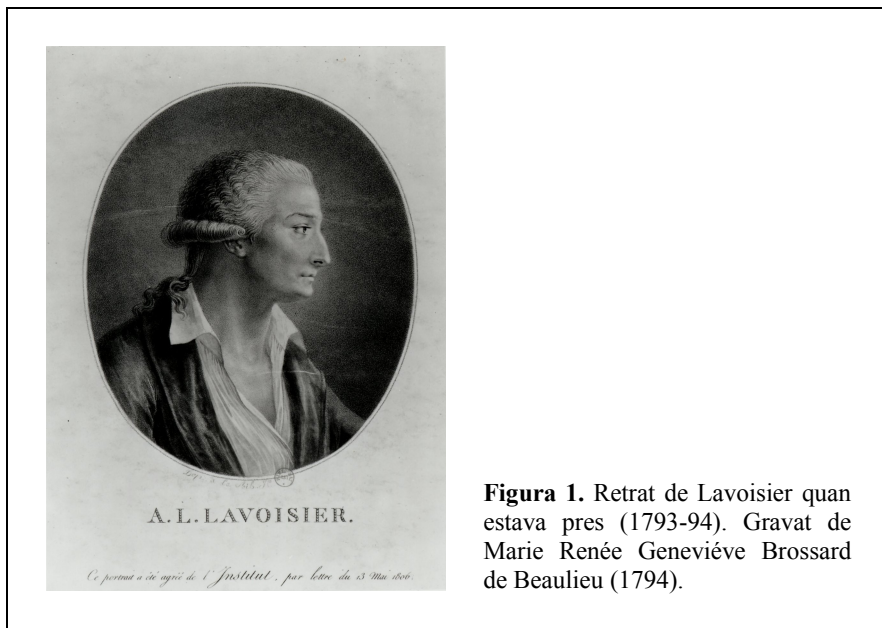 A. L. LAVOISIER.
Ce portrait a été agréé de l'Institut, par lettre du 13 Mai 1806.
Figura 1. Retrat de Lavoisier quan
estava pres (1793-94). Gravat de
Marie Renée Geneviéve Brossard
de Beaulieu (1794).